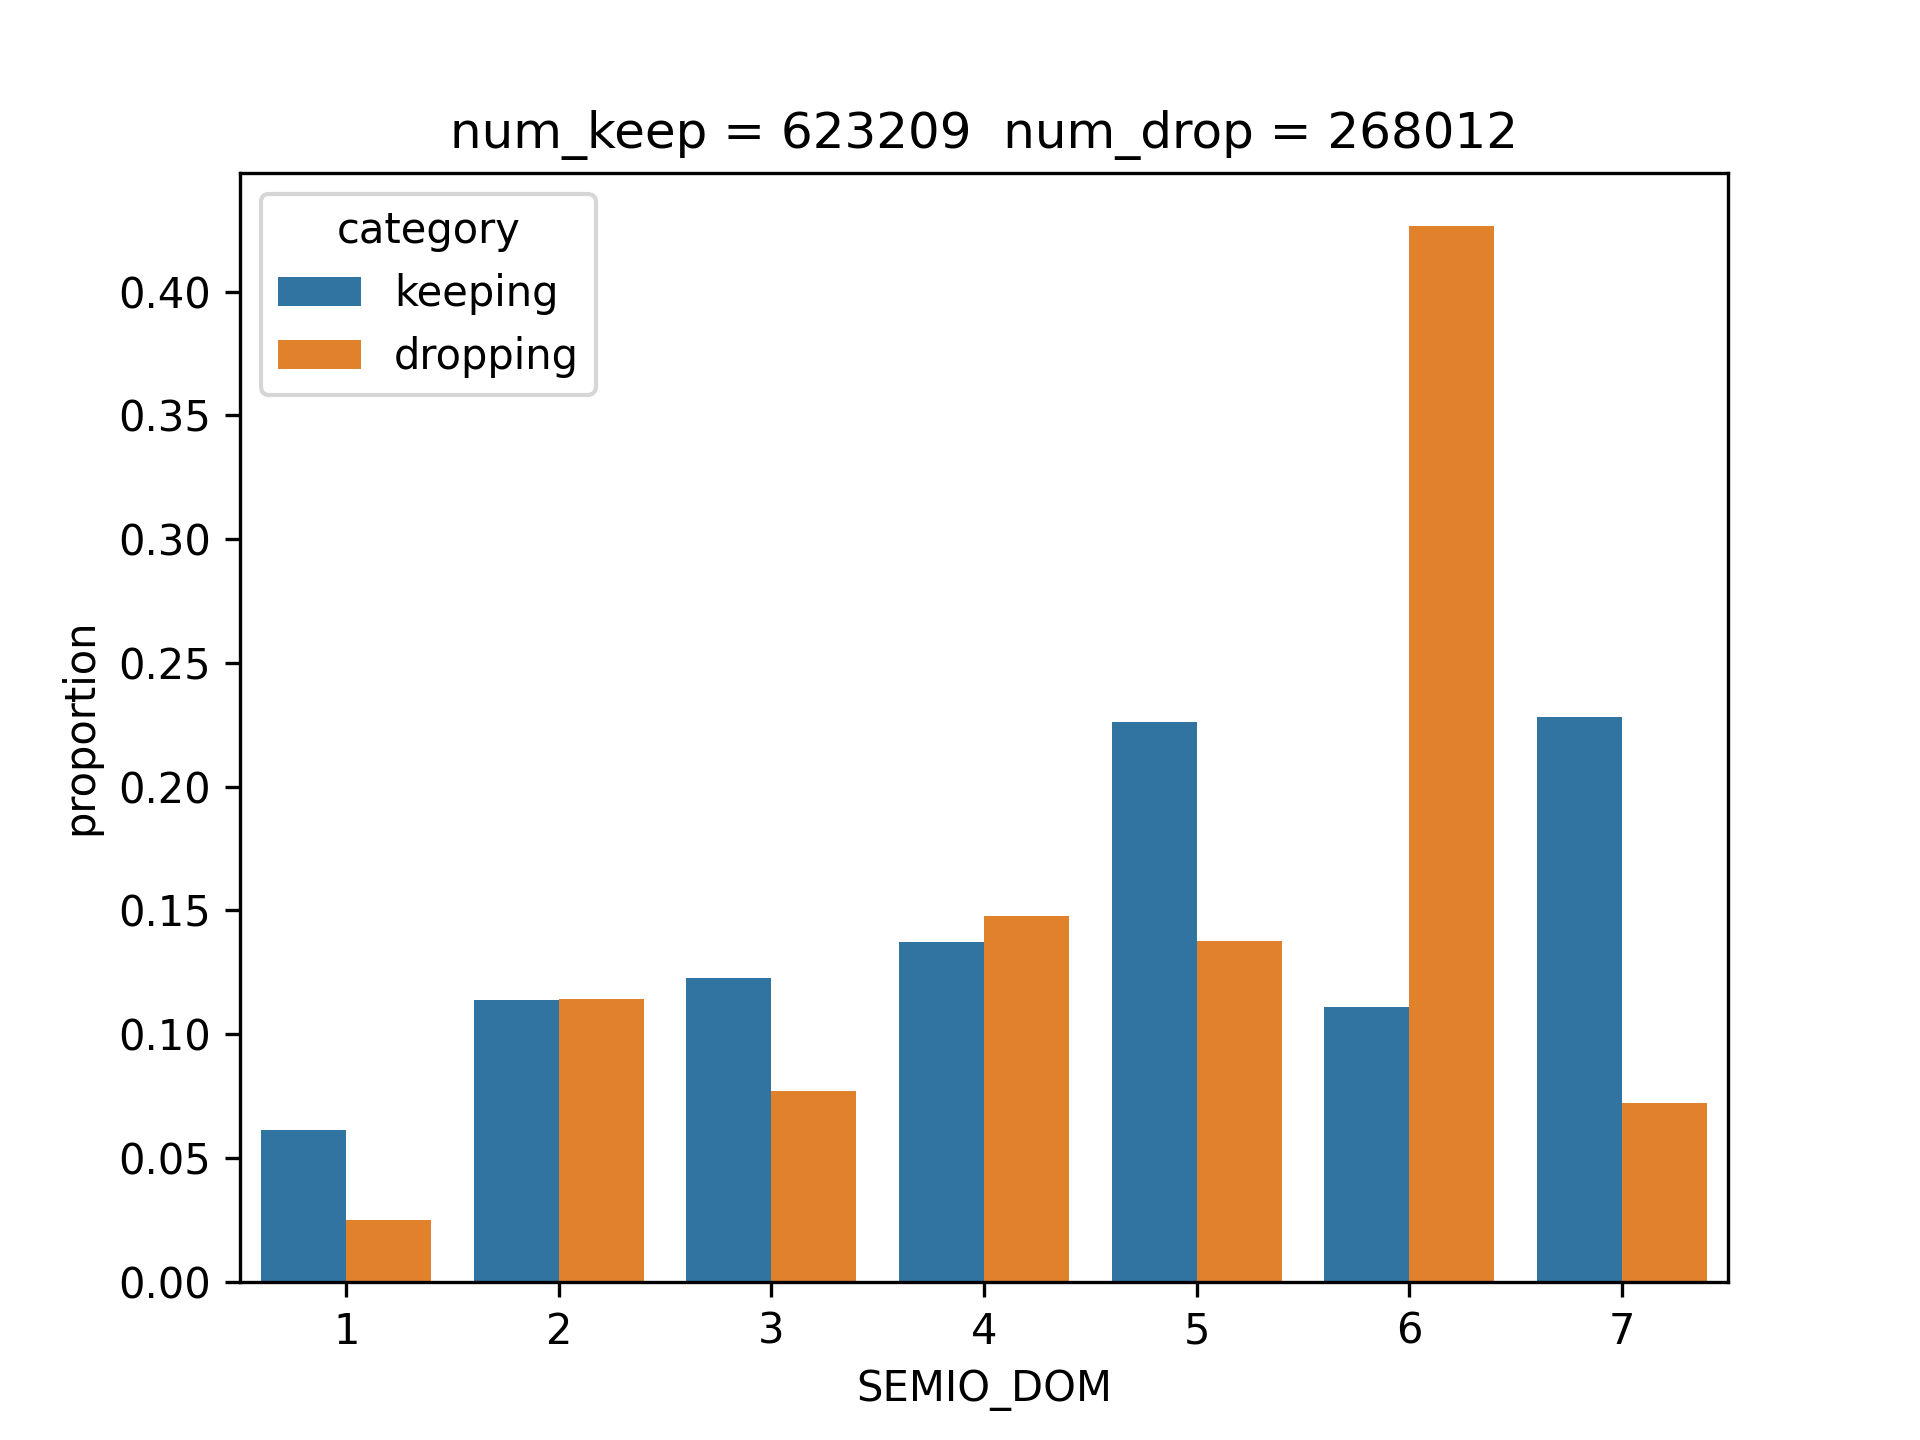 num_keep = 623209  num_drop = 268012
category
keeping
dropping
0.40
0.35
0.30
0.25
0.20
0.15
0.10
0.05
0.00
proportion
1 2 3 4 5 6 7
SEMIO_DOM